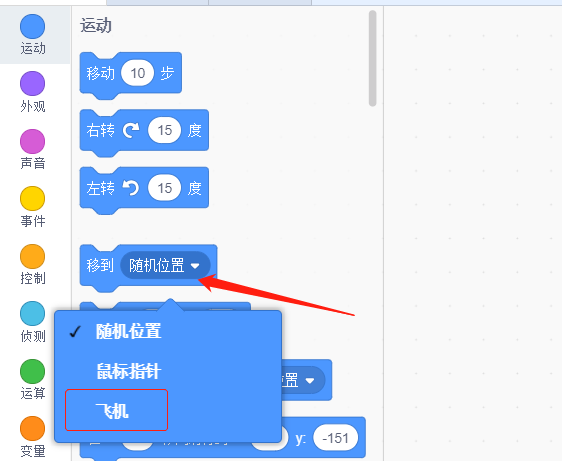 运动
运动
外观
声音
事件
控制
侦测
运算
变量
移动 10 步
右转 15 度
左转 15 度
移到 随机位置
✓ 随机位置
鼠标指针
飞机
置
y: -151